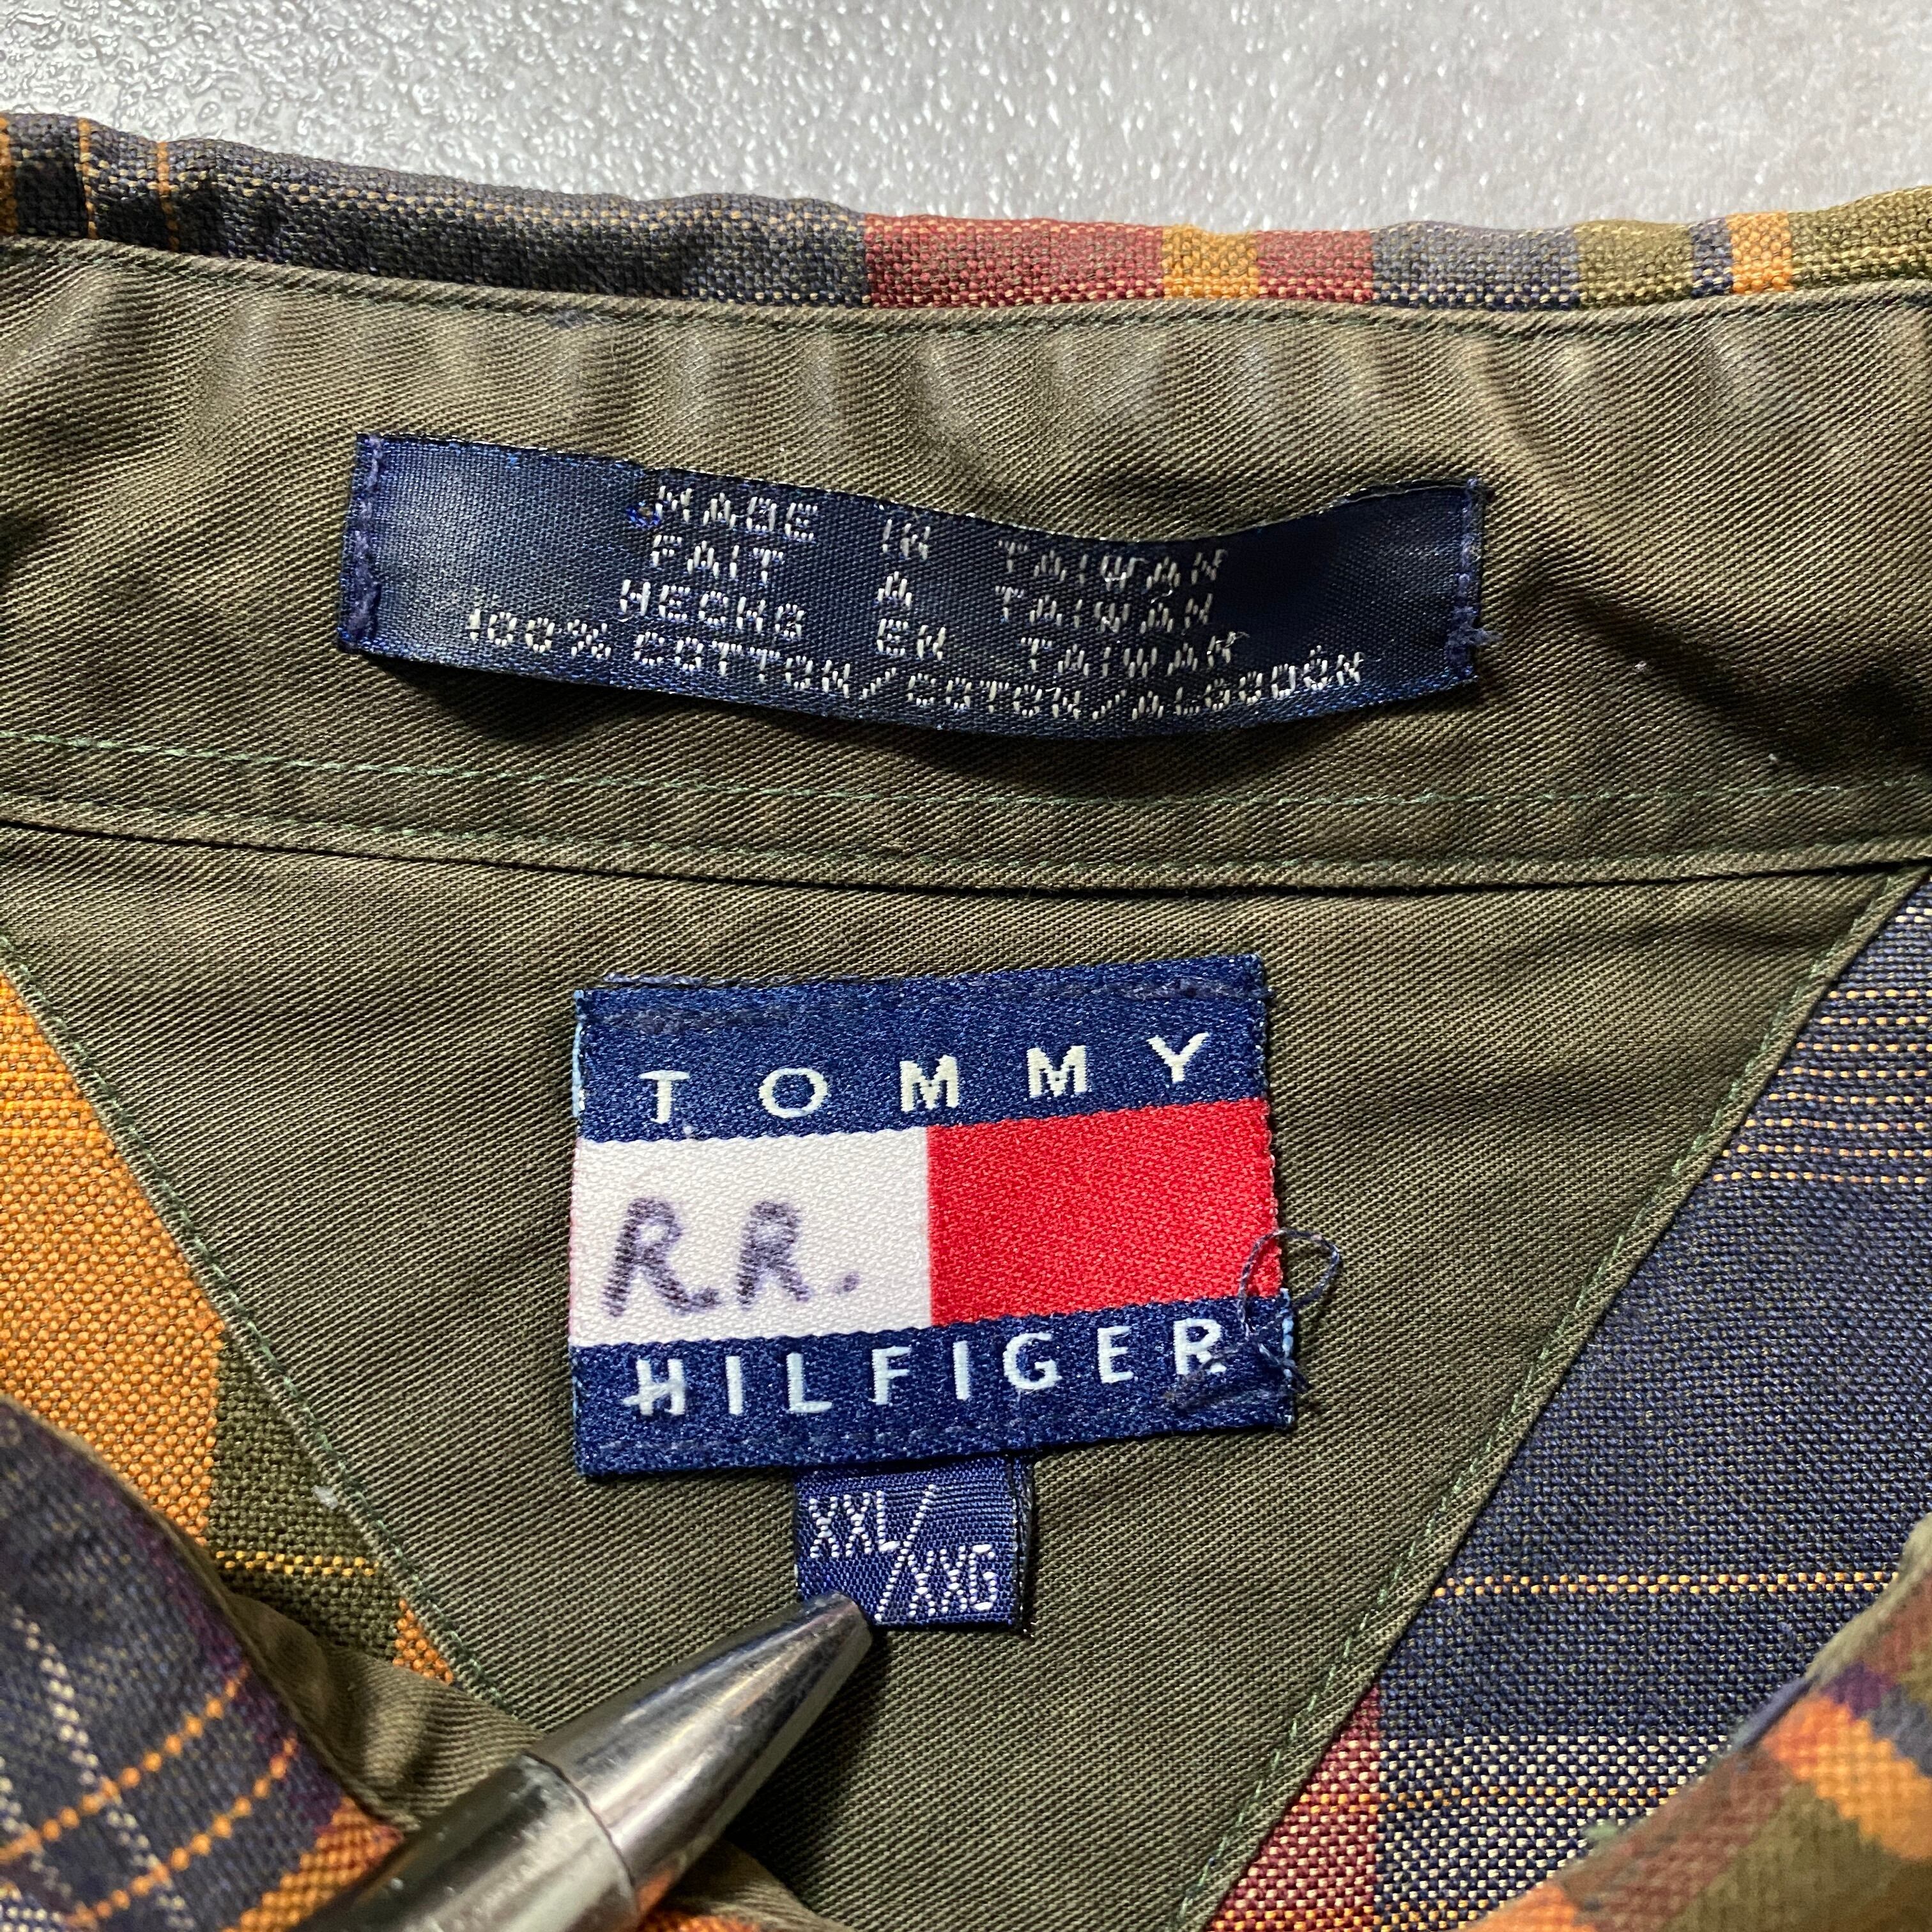 MADE IN TAIWAN
FAIT A TAIWAN
HECHO EN TAIWAN
100% COTTON/COTON/ALGODÓN
TOMMY
R.R.
HILFIGER
XXL/XXG